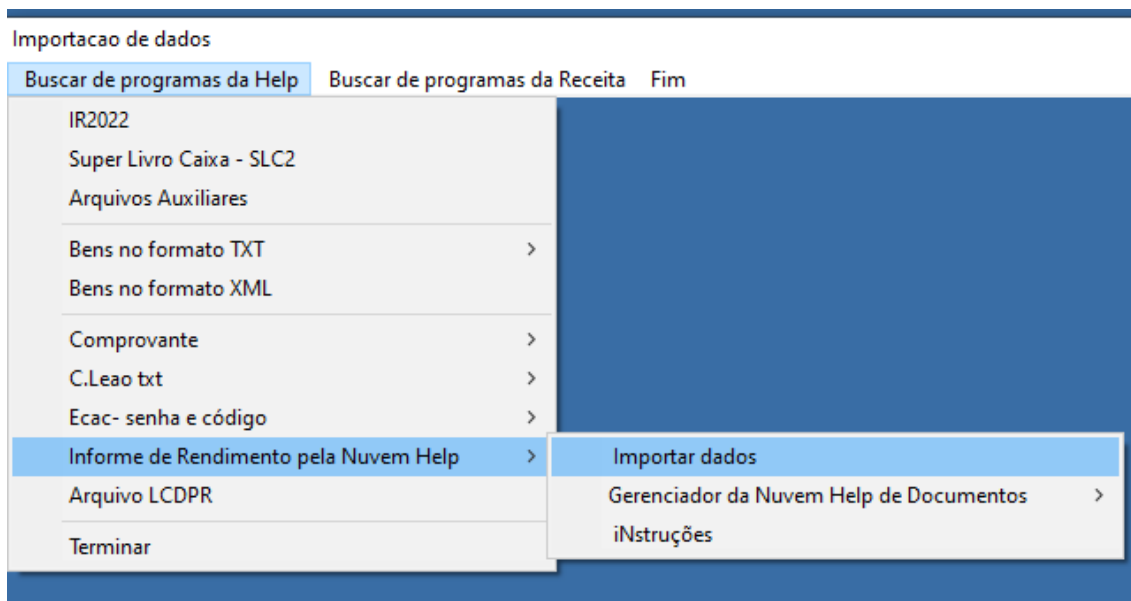 Importacao de dados
Buscar de programas da Help Buscar de programas da Receita Fim
IR2022
Super Livro Caixa - SLC2
Arquivos Auxiliares
Bens no formato TXT
Bens no formato XML
Comprovante
C.Leao txt
Ecac- senha e código
Informe de Rendimento pela Nuvem Help
Importar dados
Gerenciador da Nuvem Help de Documentos
iNstruções
Arquivo LCDPR
Terminar